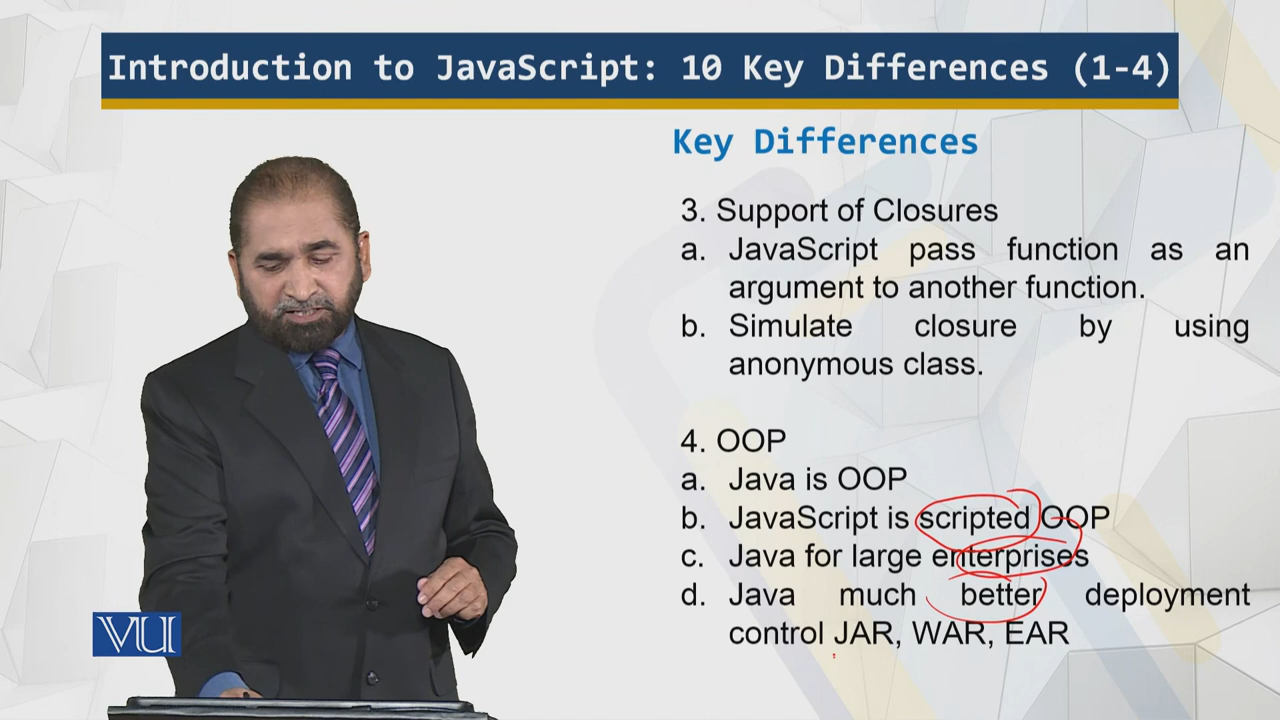 Introduction to JavaScript: 10 Key Differences (1-4)
Key Differences
3. Support of Closures
a. JavaScript pass function as an
argument to another function.
b. Simulate closure by using
anonymous class.
4. OOP
a. Java is OOP
b. JavaScript is scripted OOP
c. Java for large enterprises
d. Java much better deployment
control JAR, WAR, EAR
VU